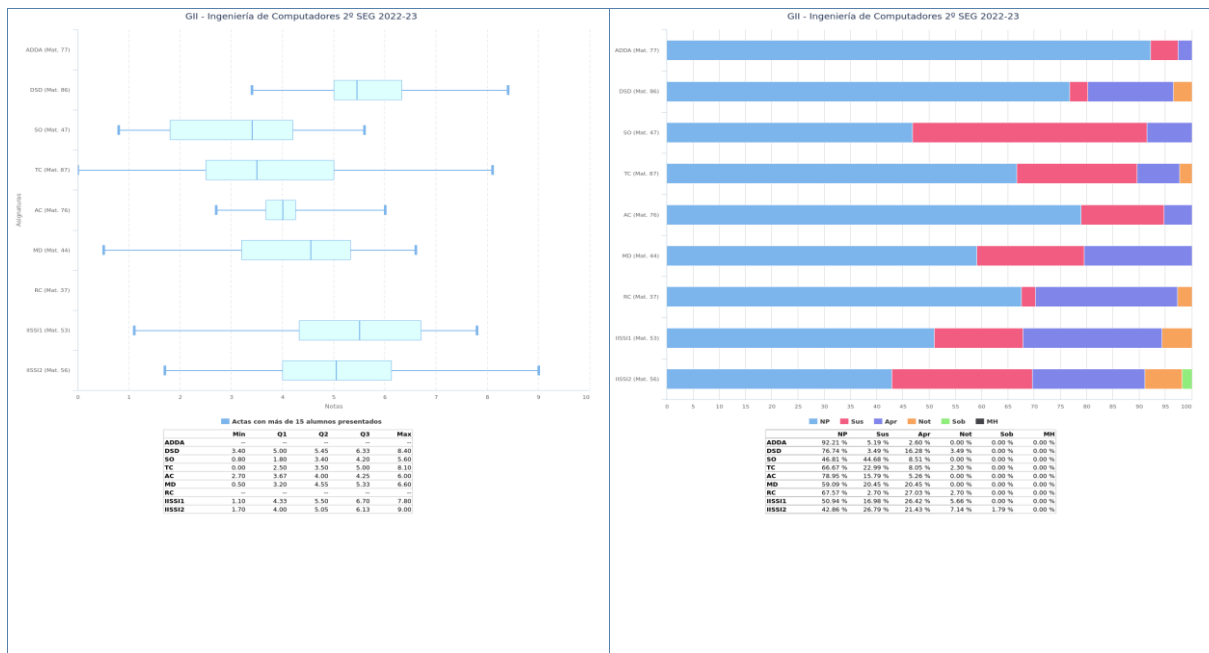 GII - Ingeniería de Computadores 2º SEG 2022-23
ADDA (Mat. 77)
DSD (Mat. 86)
SO (Mat. 47)
TC (Mat. 87)
AC (Mat. 76)
MD (Mat. 44)
RC (Mat. 37)
IISSI1 (Mat. 53)
IISSI2 (Mat. 56)
Asignaturas
0 1 2 3 4 5 6 7 8 9 10
Notas
Actas con más de 15 alumnos presentados
Min Q1 Q2 Q3 Max
ADDA -- -- -- -- --
DSD 3.40 5.00 5.45 6.33 8.40
SO 0.80 1.80 3.40 4.20 5.60
TC 0.00 2.50 3.50 5.00 8.10
AC 2.70 3.67 4.00 4.25 6.00
MD 0.50 3.20 4.55 5.33 6.60
RC -- -- -- -- --
IISSI1 1.10 4.33 5.50 6.70 7.80
IISSI2 1.70 4.00 5.05 6.13 9.00
GII - Ingeniería de Computadores 2º SEG 2022-23
ADDA (Mat. 77)
DSD (Mat. 86)
SO (Mat. 47)
TC (Mat. 87)
AC (Mat. 76)
MD (Mat. 44)
RC (Mat. 37)
IISSI1 (Mat. 53)
IISSI2 (Mat. 56)
0 5 10 15 20 25 30 35 40 45 50 55 60 65 70 75 80 85 90 95 100
NP Sus Apr Not Sob MH
NP Sus Apr Not Sob MH
ADDA 92.21 % 5.19 % 2.60 % 0.00 % 0.00 % 0.00 %
DSD 76.74 % 3.49 % 16.28 % 3.49 % 0.00 % 0.00 %
SO 46.81 % 44.68 % 8.51 % 0.00 % 0.00 % 0.00 %
TC 66.67 % 22.99 % 8.05 % 2.30 % 0.00 % 0.00 %
AC 78.95 % 15.79 % 5.26 % 0.00 % 0.00 % 0.00 %
MD 59.09 % 20.45 % 20.45 % 0.00 % 0.00 % 0.00 %
RC 67.57 % 2.70 % 27.03 % 2.70 % 0.00 % 0.00 %
IISSI1 50.94 % 16.98 % 26.42 % 5.66 % 0.00 % 0.00 %
IISSI2 42.86 % 26.79 % 21.43 % 7.14 % 1.79 % 0.00 %